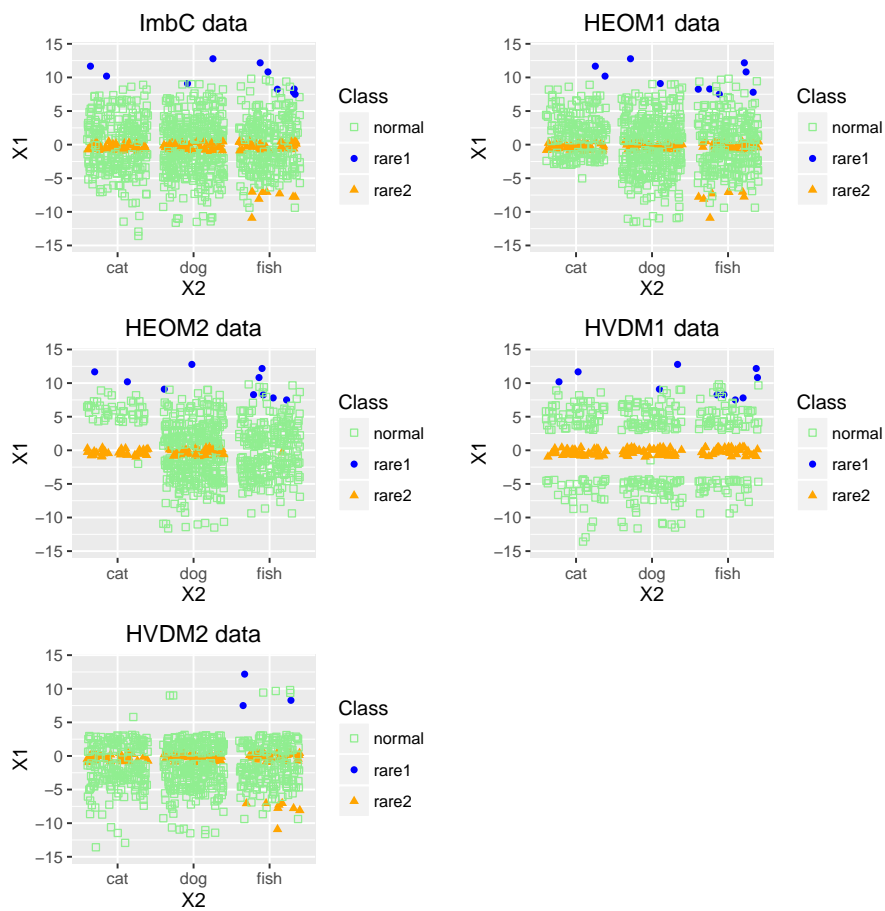 ImbC data
15
10
5
0
−5
−10
−15
X1
cat
dog
fish
X2
Class
normal
rare1
rare2
HEOM1 data
15
10
5
0
−5
−10
−15
X1
cat
dog
fish
X2
Class
normal
rare1
rare2
HEOM2 data
15
10
5
0
−5
−10
−15
X1
cat
dog
fish
X2
Class
normal
rare1
rare2
HVDM1 data
15
10
5
0
−5
−10
−15
X1
cat
dog
fish
X2
Class
normal
rare1
rare2
HVDM2 data
15
10
5
0
−5
−10
−15
X1
cat
dog
fish
X2
Class
normal
rare1
rare2